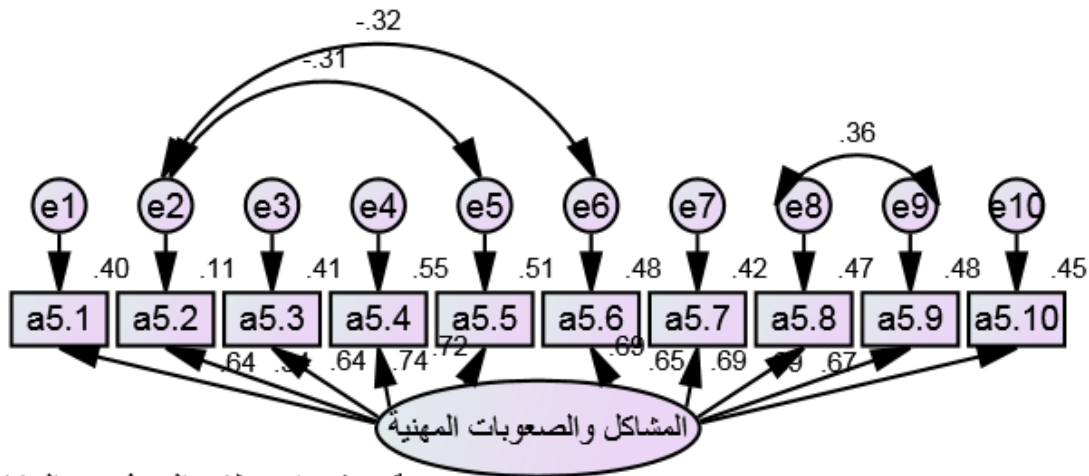 -.32
-.31
.36
e1 e2 e3 e4 e5 e6 e7 e8 e9 e10
.40 .11 .41 .55 .51 .48 .42 .47 .48 .45
a5.1 a5.2 a5.3 a5.4 a5.5 a5.6 a5.7 a5.8 a5.9 a5.10
.64 .64 .74 .72 .69 .65 .69 .67
المشاكل والصعوبات المهنية